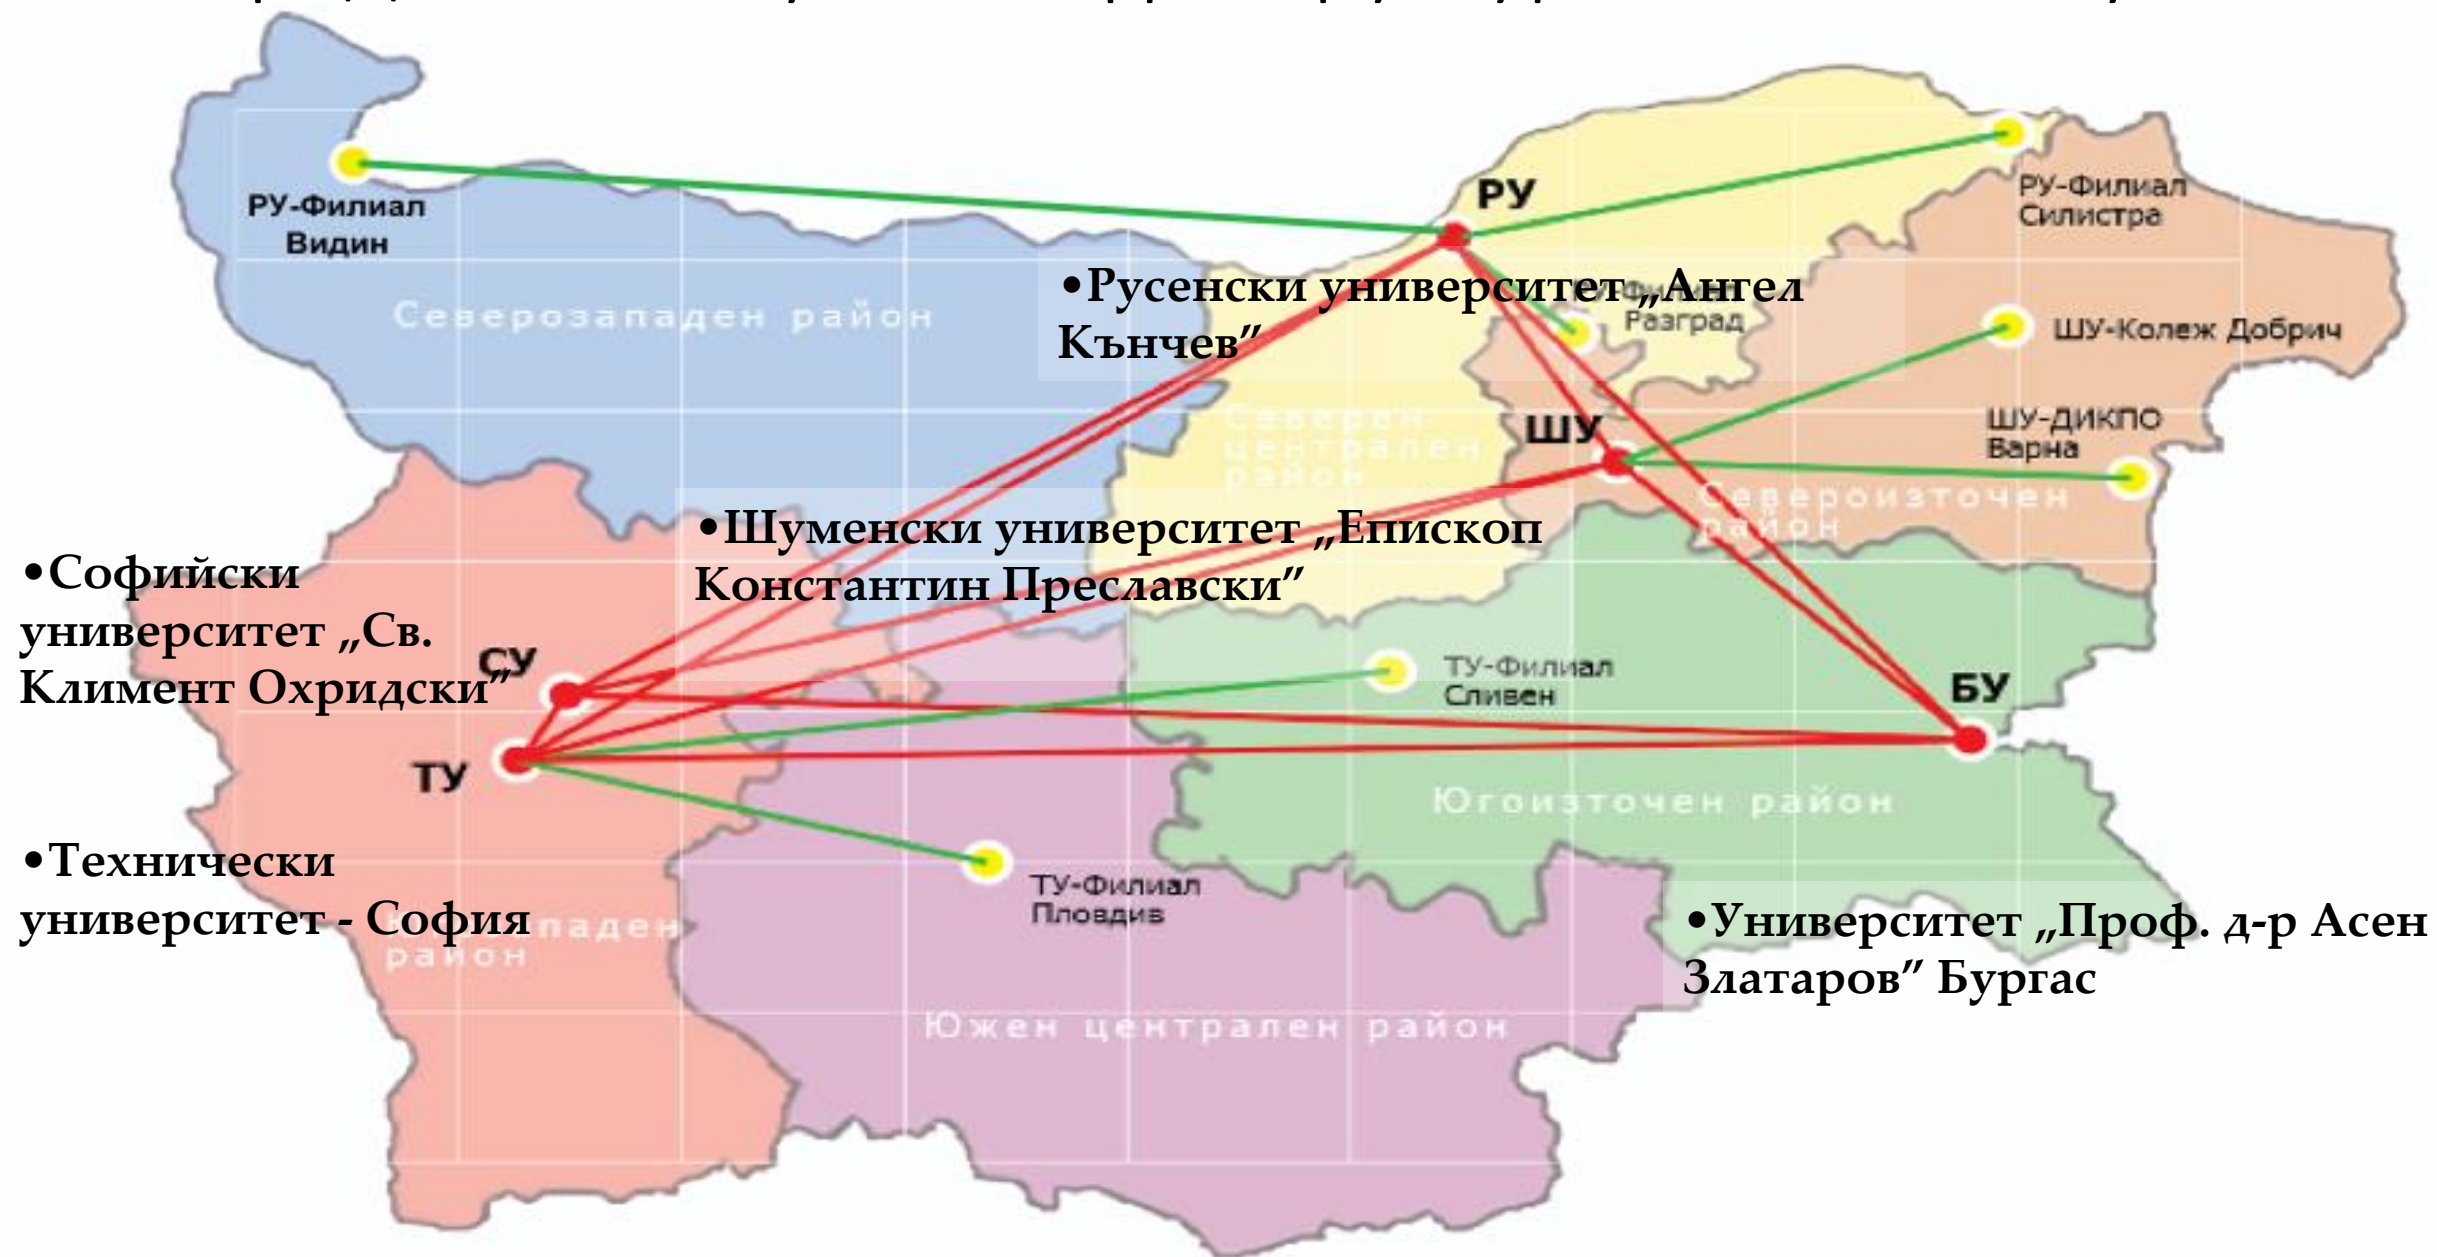 РУ
РУ-Филиал
Видин
РУ-Филиал
Силистра
•Русенски университет „Ангел
Кънчев”
Разград
Северозападен район
ШУ-Колеж Добрич
Северен
централен
район
ШУ
ШУ-ДИКПО
Варна
Североизточен
район
•Шуменски университет „Епископ
Константин Преславски”
•Софийски
университет „Св.
Климент Охридски”
СУ
ТУ-Филиал
Сливен
БУ
ТУ
Югоизточен район
•Технически
университет - София
район
ТУ-Филиал
Пловдив
•Университет „Проф. д-р Асен
Златаров” Бургас
Южен централен район